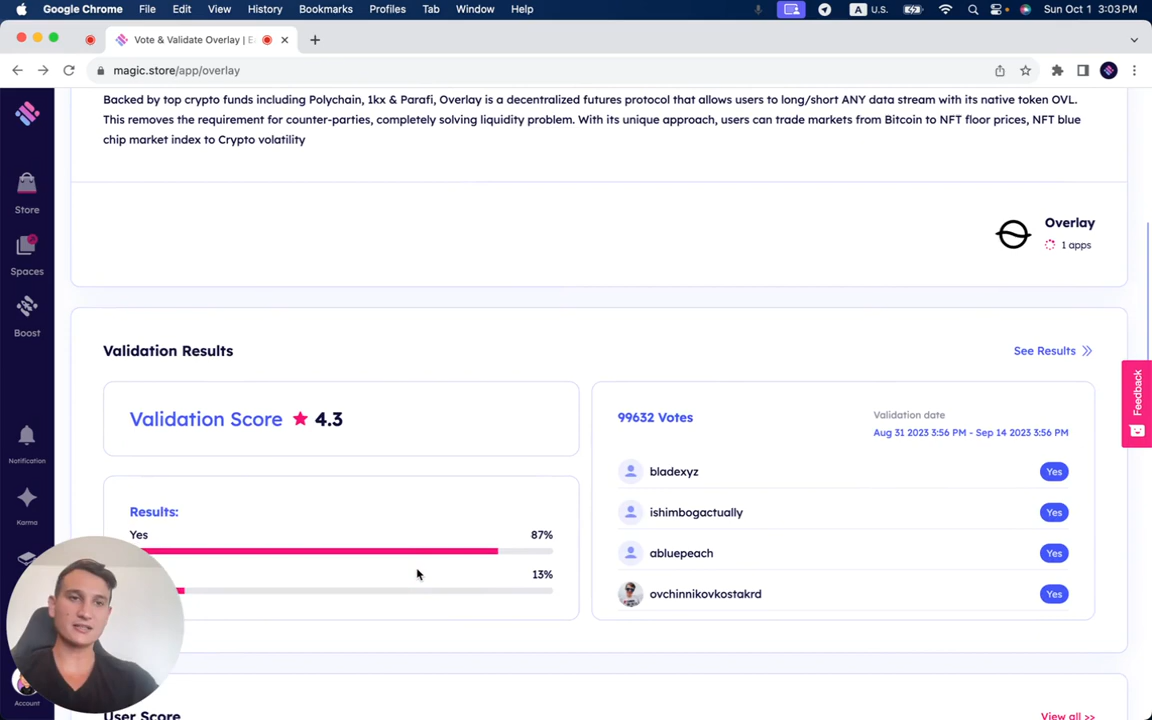 Google Chrome File Edit View History Bookmarks Profiles Tab Window Help A U.S. Sun Oct 1 3:03 PM
Vote & Validate Overlay |
magic.store/app/overlay
Backed by top crypto funds including Polychain, 1kx & Parafi, Overlay is a decentralized futures protocol that allows users to long/short ANY data stream with its native token OVL.
This removes the requirement for counter-parties, completely solving liquidity problem. With its unique approach, users can trade markets from Bitcoin to NFT floor prices, NFT blue
chip market index to Crypto volatility
Store
Spaces
Boost
Notification
Karma
Account
Overlay
1 apps
Validation Results
See Results
Validation Score 4.3
Results:
Yes 87%
13%
99632 Votes
Validation date
Aug 31 2023 3:56 PM - Sep 14 2023 3:56 PM
bladexyz Yes
ishimbogactually Yes
abluepeach Yes
ovchinnikovkostakrd Yes
User Score
View all >>
Feedback